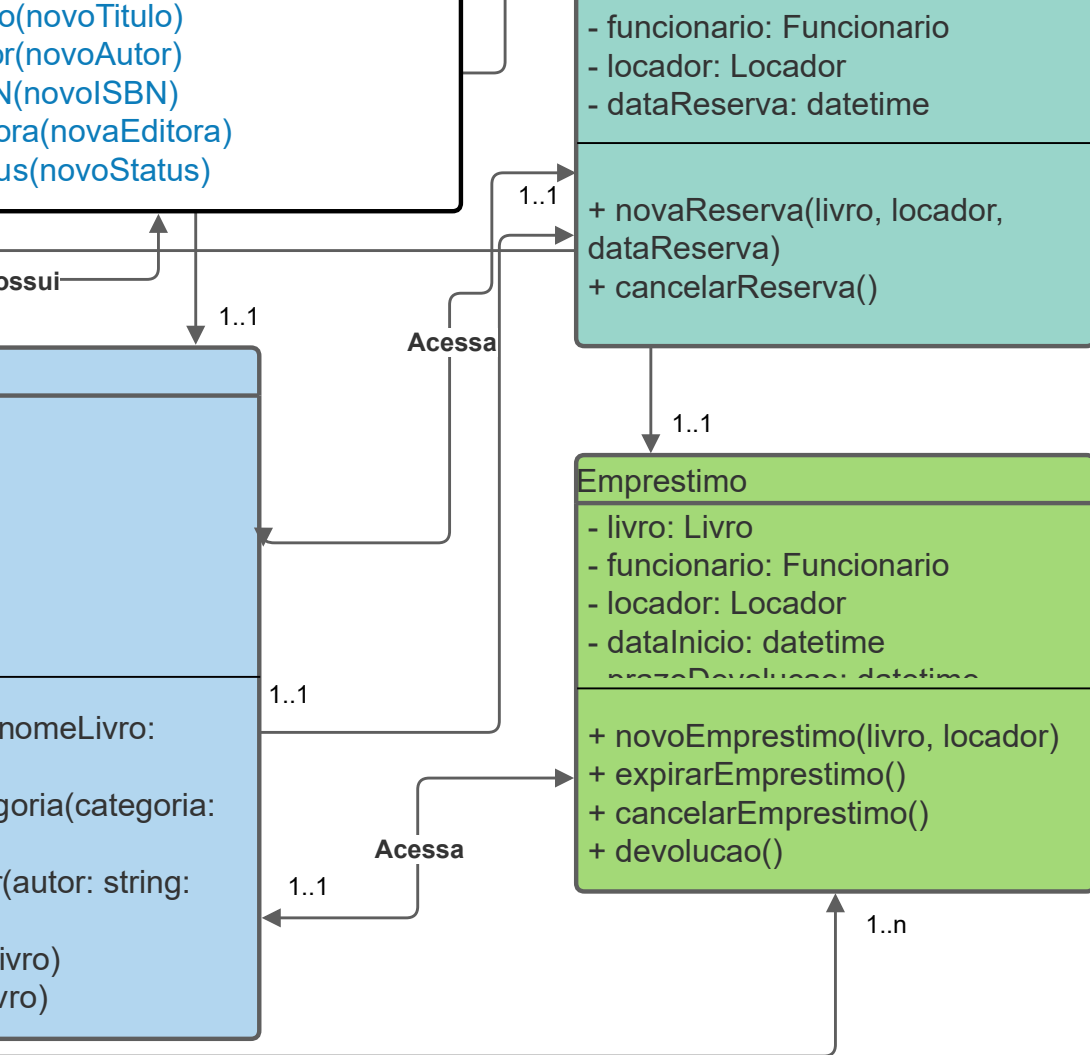 o(novoTitulo)
or(novoAutor)
N(novoISBN)
ora(novaEditora)
us(novoStatus)
ossui
1..1
- funcionario: Funcionario
- locador: Locador
- dataReserva: datetime
+ novaReserva(livro, locador,
dataReserva)
+ cancelarReserva()
1..1
Acessa
1..1
Emprestimo
- livro: Livro
- funcionario: Funcionario
- locador: Locador
- dataInicio: datetime
- prazoDevolucao: datetime
+ novoEmprestimo(livro, locador)
+ expirarEmprestimo()
+ cancelarEmprestimo()
+ devolucao()
1..1
nomeLivro:
goria(categoria:
r(autor: string:
ivro)
vro)
Acessa
1..1
1..n